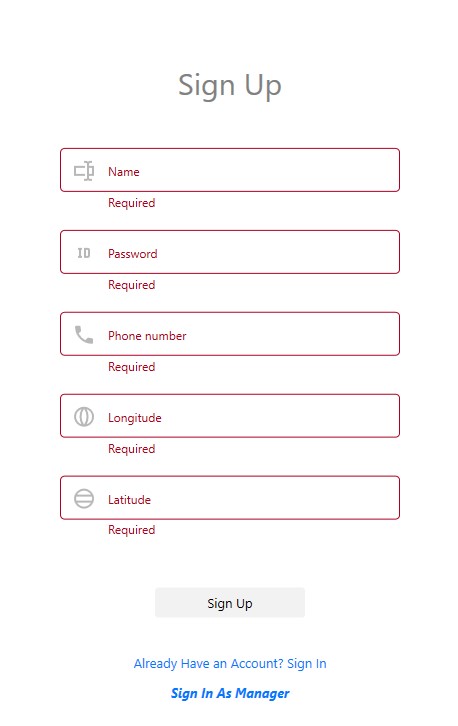 Sign Up
Name
Required
ID Password
Required
Phone number
Required
Longitude
Required
Latitude
Required
Sign Up
Already Have an Account? Sign In
Sign In As Manager